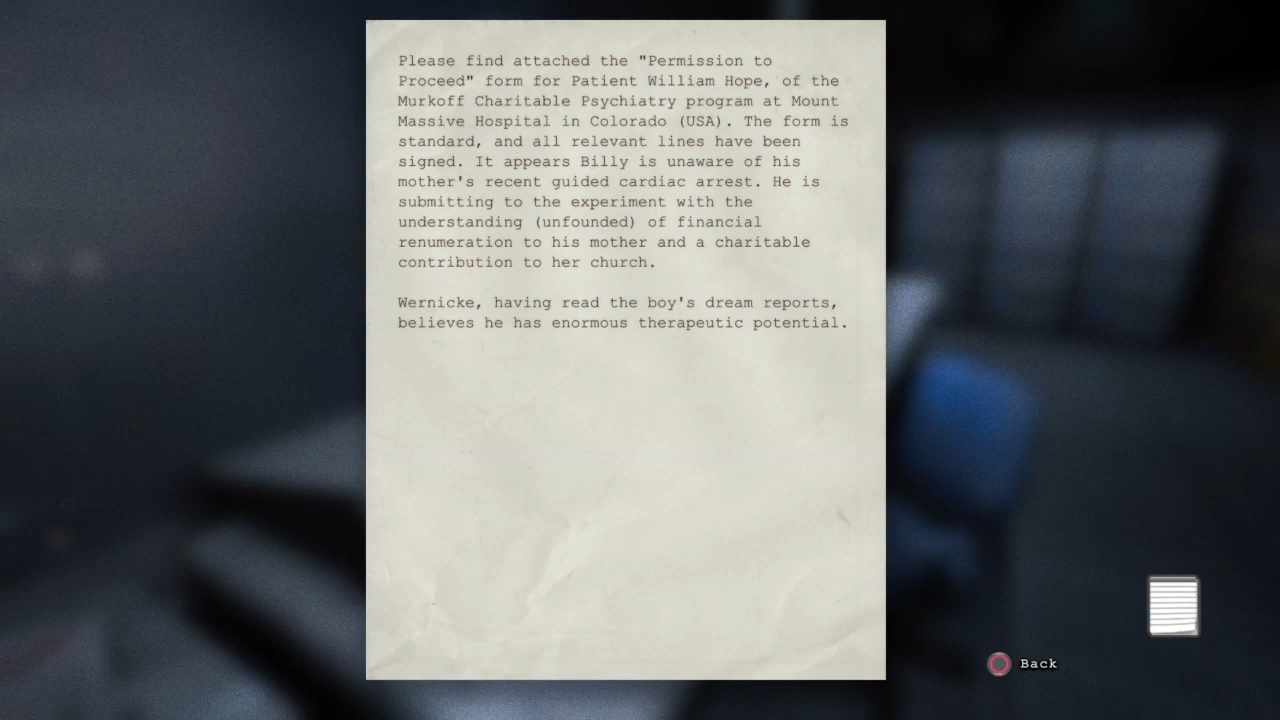 Please find attached the "Permission to
Proceed" form for Patient William Hope, of the
Murkoff Charitable Psychiatry program at Mount
Massive Hospital in Colorado (USA). The form is
standard, and all relevant lines have been
signed. It appears Billy is unaware of his
mother's recent guided cardiac arrest. He is
submitting to the experiment with the
understanding (unfounded) of financial
renumeration to his mother and a charitable
contribution to her church.
Wernicke, having read the boy's dream reports,
believes he has enormous therapeutic potential.
Back